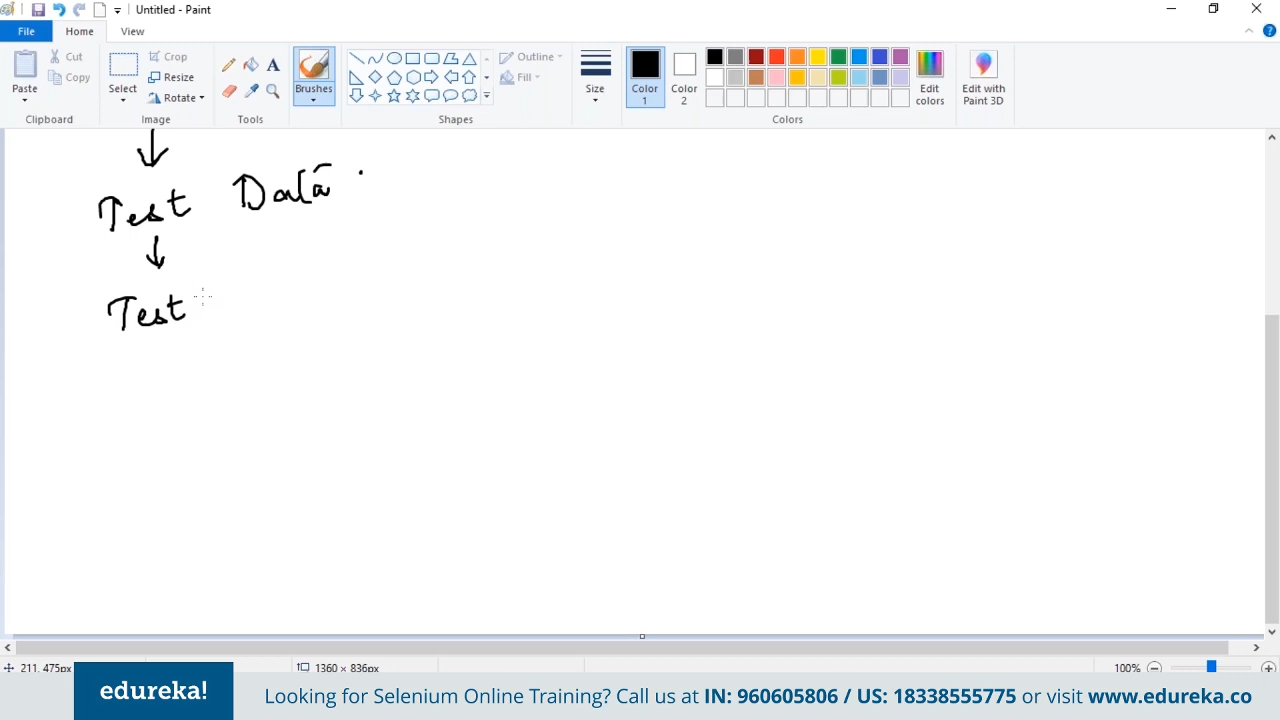 Untitled - Paint
File Home View
Paste
Cut
Copy
Clipboard
Select
Crop
Resize
Rotate
Image
A
Tools
Brushes
Shapes
Outline
Fill
Size
Color 1
Color 2
Colors
Edit colors
Edit with Paint 3D
Test Data
Test
211, 475px
1360 × 836px
100%
edureka!
Looking for Selenium Online Training? Call us at IN: 960605806 / US: 18338555775 or visit www.edureka.co